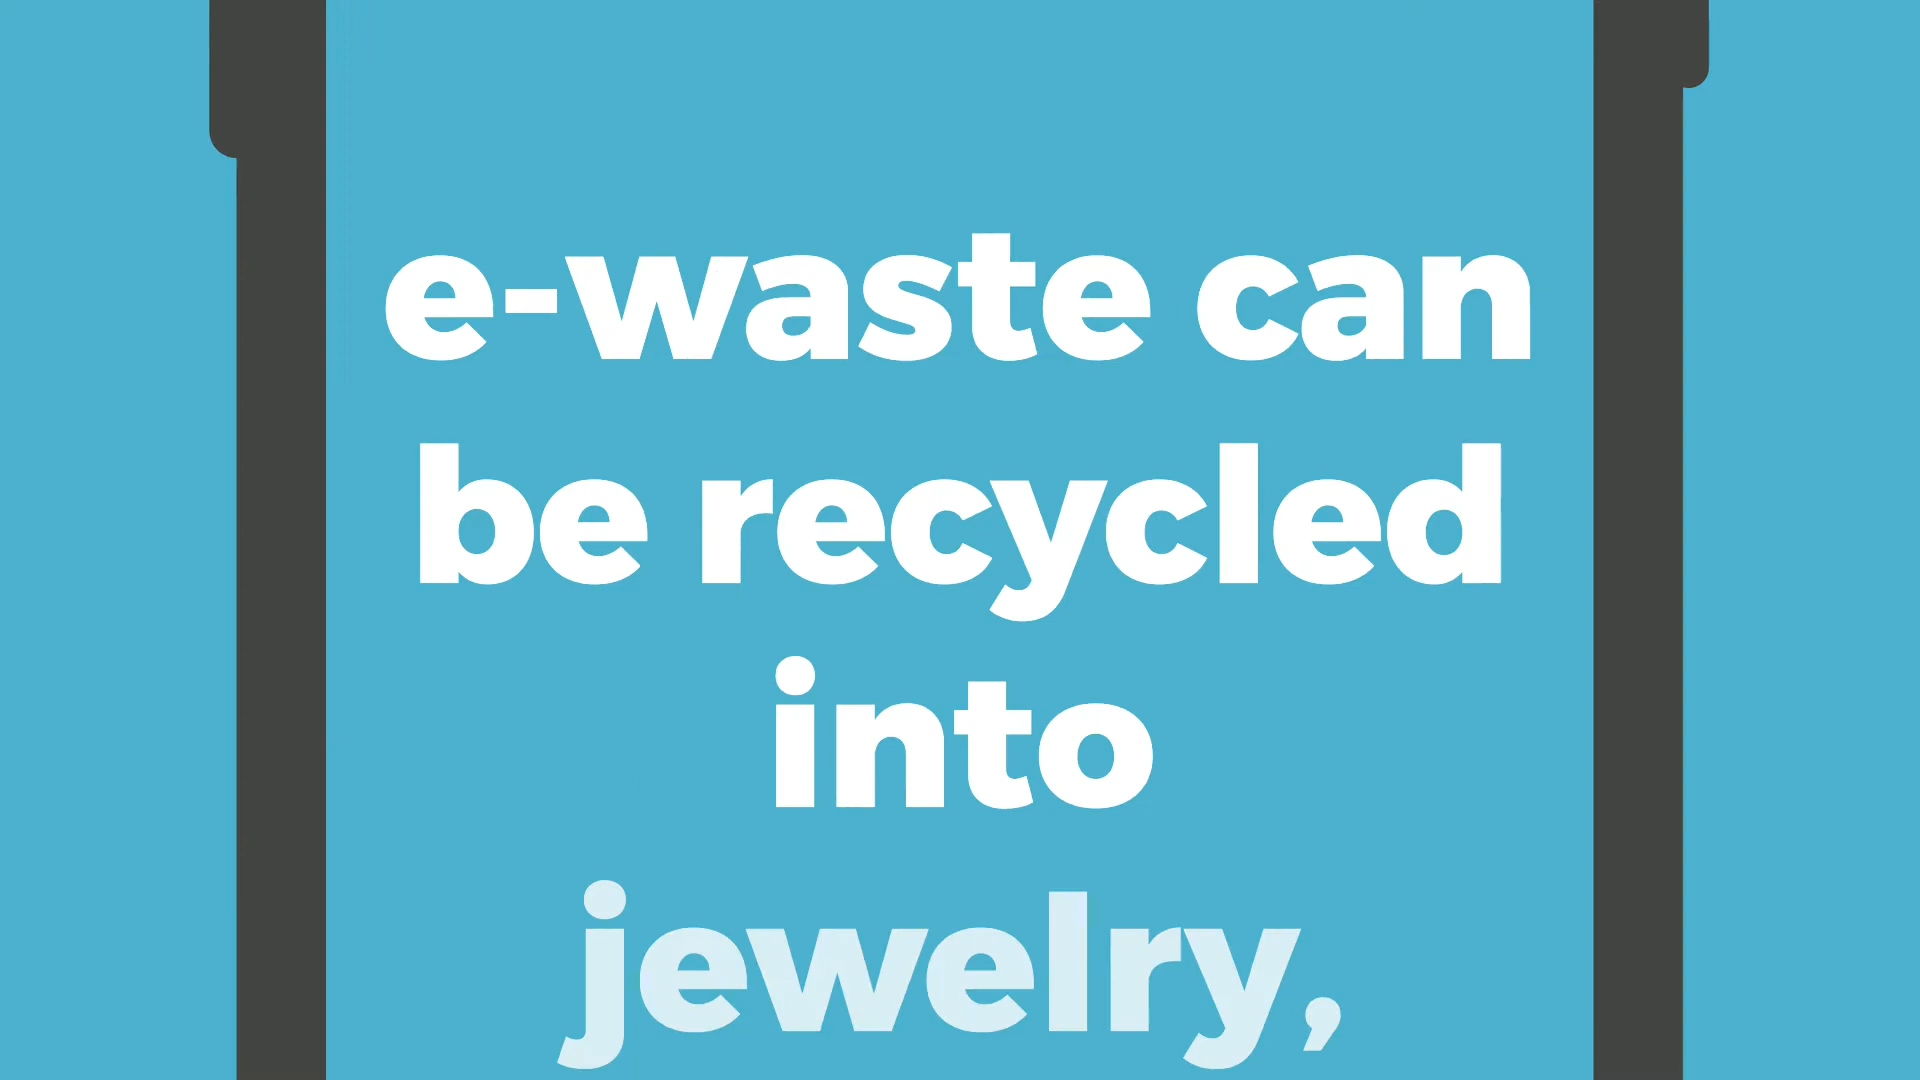 e-waste can
be recycled
into
jewelry,